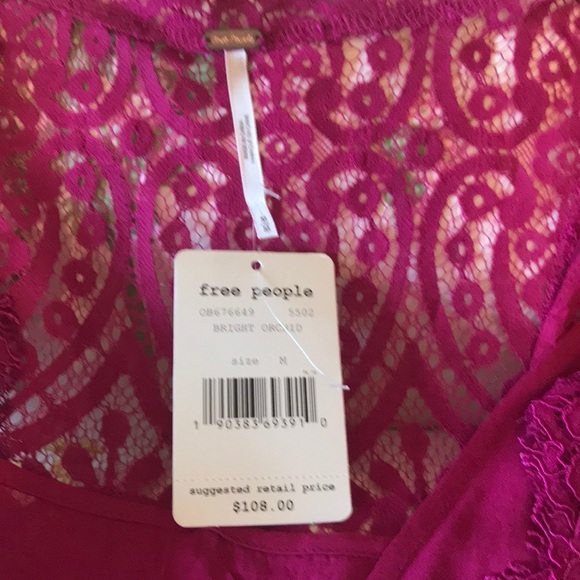 free people
OB676649 5502
BRIGHT ORCHID
size M
1 90383 69391 0
suggested retail price
$108.00